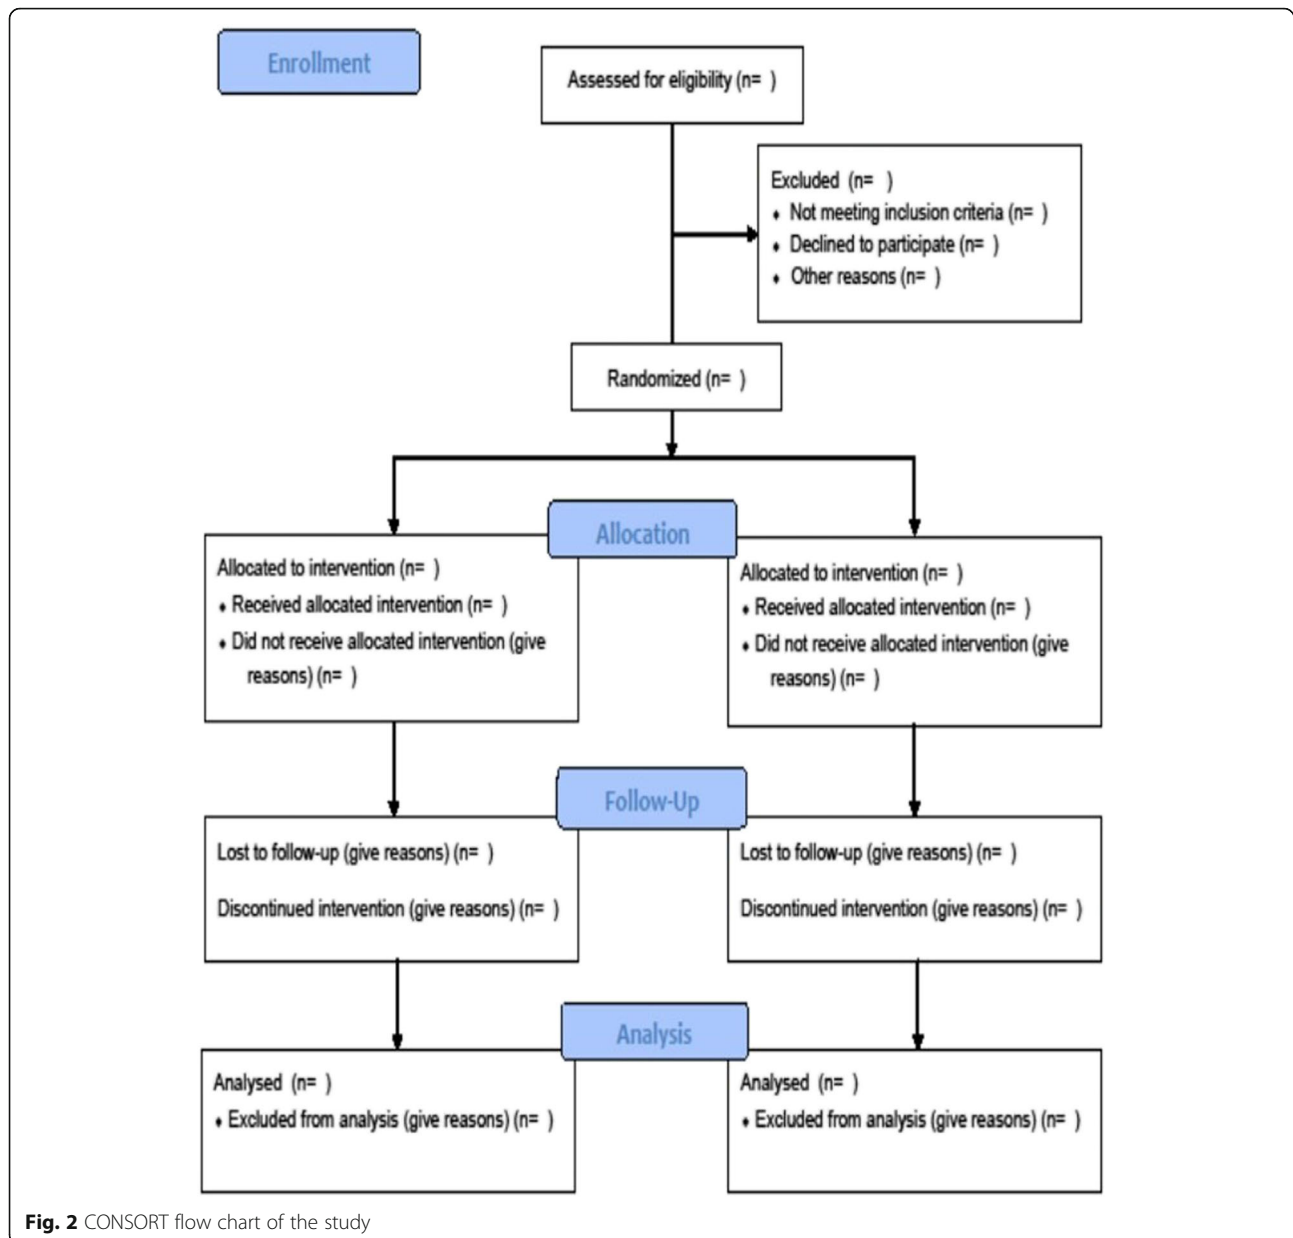 Enrollment
Assessed for eligibility (n=  )
Excluded  (n=   )
♦ Not meeting inclusion criteria (n=  )
♦ Declined to participate (n=  )
♦ Other reasons (n=  )
Randomized (n=  )
Allocation
Allocated to intervention (n=  )
♦ Received allocated intervention (n=  )
♦ Did not receive allocated intervention (give
reasons) (n=  )
Allocated to intervention (n=  )
♦ Received allocated intervention (n=  )
♦ Did not receive allocated intervention (give
reasons) (n=  )
Follow-Up
Lost to follow-up (give reasons) (n=  )
Discontinued intervention (give reasons) (n=  )
Lost to follow-up (give reasons) (n=  )
Discontinued intervention (give reasons) (n=  )
Analysis
Analysed  (n=  )
♦ Excluded from analysis (give reasons) (n=  )
Analysed  (n=  )
♦ Excluded from analysis (give reasons) (n=  )
Fig. 2 CONSORT flow chart of the study